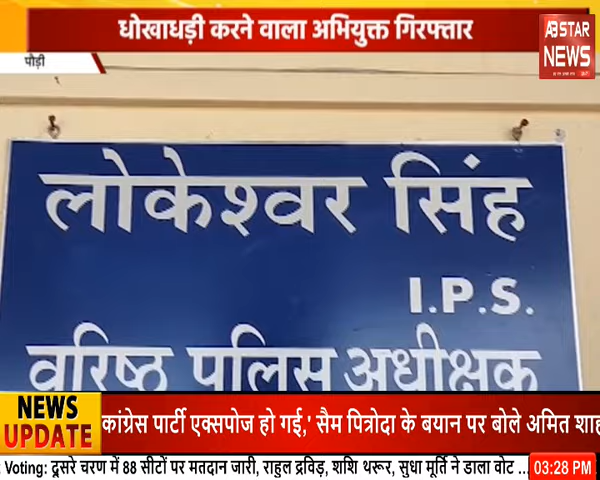 धोखाधड़ी करने वाला अभियुक्त गिरफ्तार
पौड़ी
STAR
NEWS
लोकेश्वर सिंह
I.P.S.
वरिष्ठ पुलिस अधीक्षक
NEWS
UPDATE
कांग्रेस पार्टी एक्सपोज हो गई,' सैम पित्रोदा के बयान पर बोले अमित शाह
Voting: दूसरे चरण में 88 सीटों पर मतदान जारी, राहुल द्रविड़, शशि थरूर, सुधा मूर्ति ने डाला वोट ...
03:28 PM